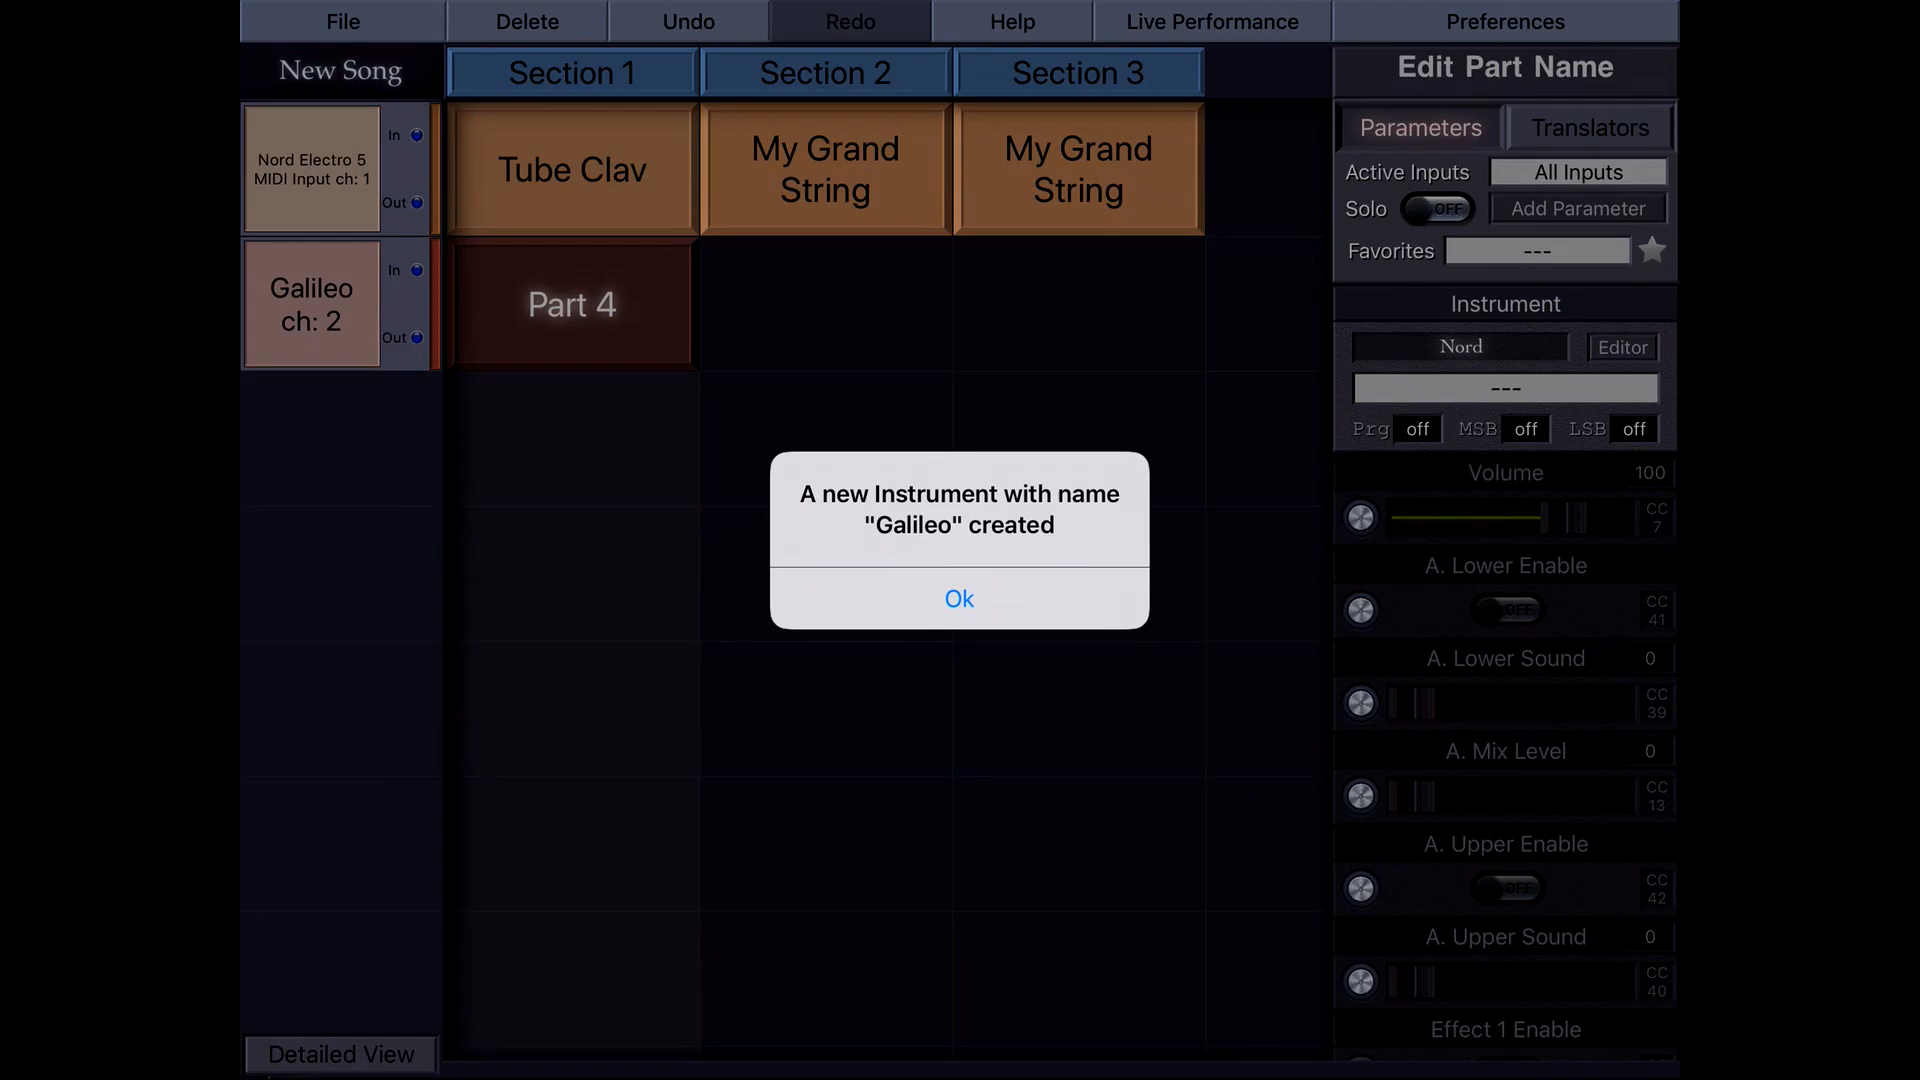 File
Delete
Undo
Redo
Help
Live Performance
Preferences
New Song
Section 1
Section 2
Section 3
Edit Part Name
Nord Electro 5
MIDI Input ch: 1
In
Out
Tube Clav
My Grand
String
My Grand
String
Parameters
Translators
Active Inputs
All Inputs
Solo
OFF
Add Parameter
Favorites
---
Galileo
ch: 2
In
Out
Part 4
Instrument
Nord
Editor
---
Prg
off
MSB
off
LSB
off
A new Instrument with name
"Galileo" created
Ok
Volume
100
CC
7
A. Lower Enable
OFF
CC
41
A. Lower Sound
0
CC
39
A. Mix Level
0
CC
13
A. Upper Enable
OFF
CC
42
A. Upper Sound
0
CC
40
Effect 1 Enable
Detailed View